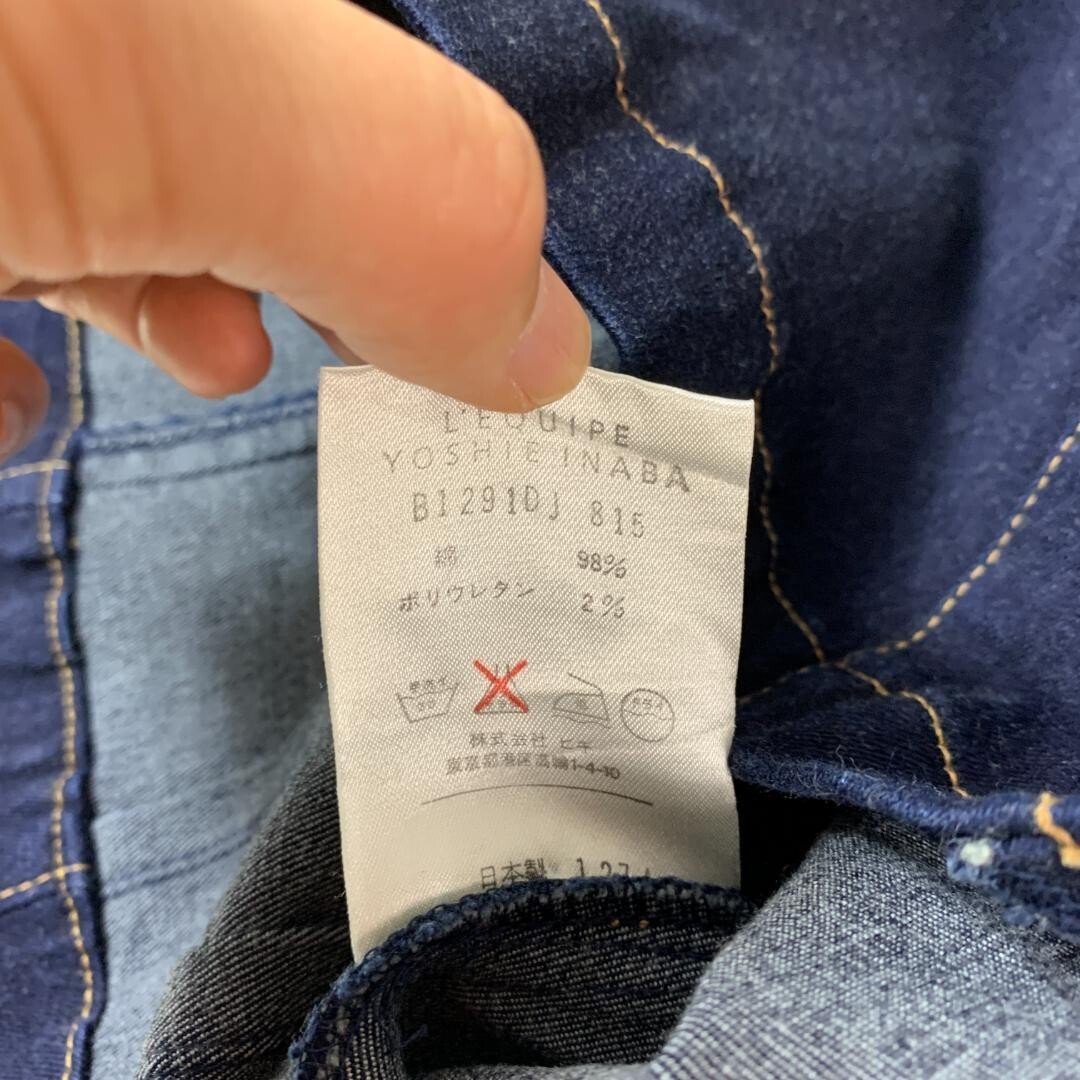 L'EQUIPE
YOSHIE INABA
B1291DJ 815
綿 98%
ポリウレタン 2%
株式会社 ビギ
東京都港区高輪1-4-10
日本製